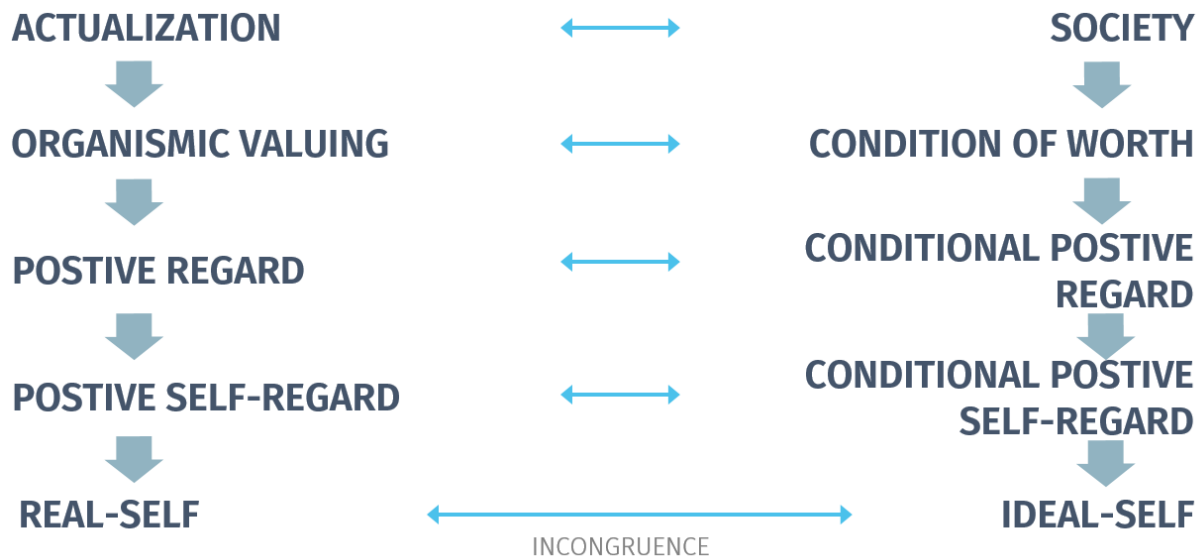 ACTUALIZATION
SOCIETY
ORGANISMIC VALUING
CONDITION OF WORTH
POSTIVE REGARD
CONDITIONAL POSTIVE
REGARD
POSTIVE SELF-REGARD
CONDITIONAL POSTIVE
SELF-REGARD
REAL-SELF
IDEAL-SELF
INCONGRUENCE